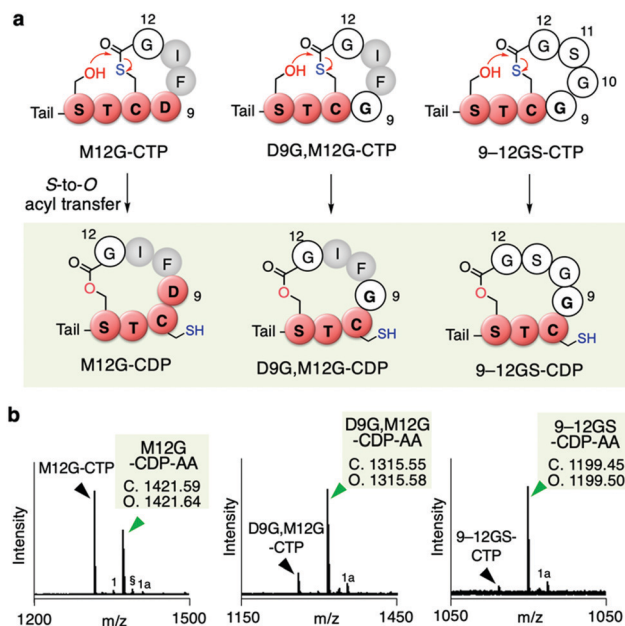 a
12
G
I
F
9
O
S
OH
Tail
S T C D
M12G-CTP
12
G
I
F
9
O
S
OH
Tail
S T C G
D9G,M12G-CTP
12
11
G
S
G
10
G
9
O
S
OH
Tail
S T C
9–12GS-CTP
S-to-O
acyl transfer
12
G
I
F
D
9
O
O
Tail
S T C
SH
M12G-CDP
12
G
I
F
G
9
O
O
Tail
S T C
SH
D9G,M12G-CDP
12
G
S
G
G
9
O
O
Tail
S T C
SH
9–12GS-CDP
b
Intensity
M12G-CTP
M12G
-CDP-AA
C. 1421.59
O. 1421.64
1
§
1a
1200
m/z
1500
Intensity
D9G,M12G
-CTP
D9G,M12G
-CDP-AA
C. 1315.55
O. 1315.58
1a
1150
m/z
1450
Intensity
9–12GS-
CTP
9–12GS
-CDP-AA
C. 1199.45
O. 1199.50
1a
1050
m/z
1050